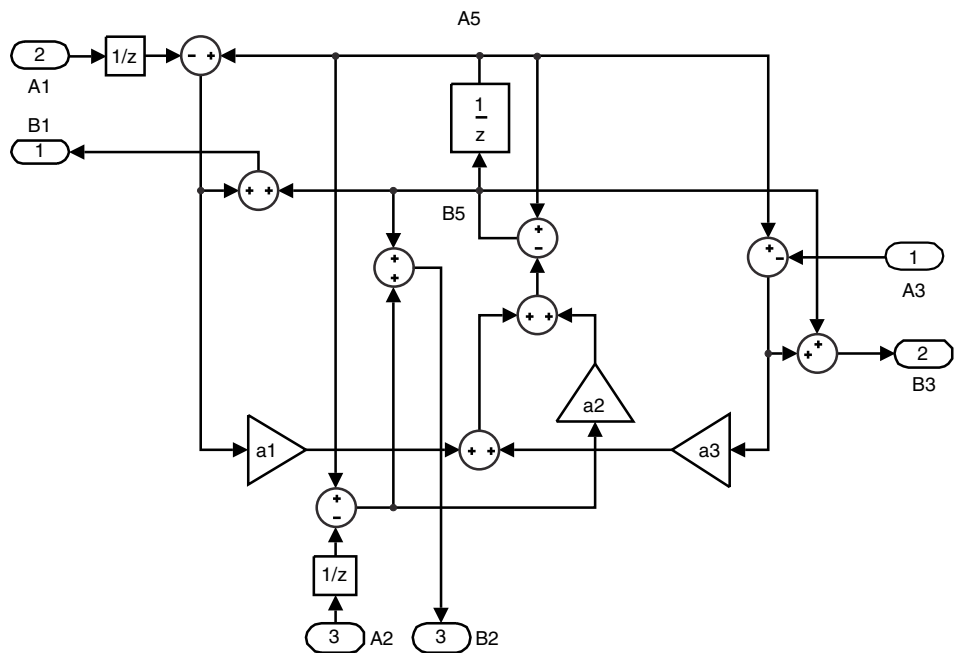 A5
2
1/z
- +
A1
B1
1
1
z
+ +
B5
+
-
+
+
+
-
1
A3
+ +
+
+
2
B3
a2
a1
+ +
a3
+
-
1/z
3
A2
3
B2